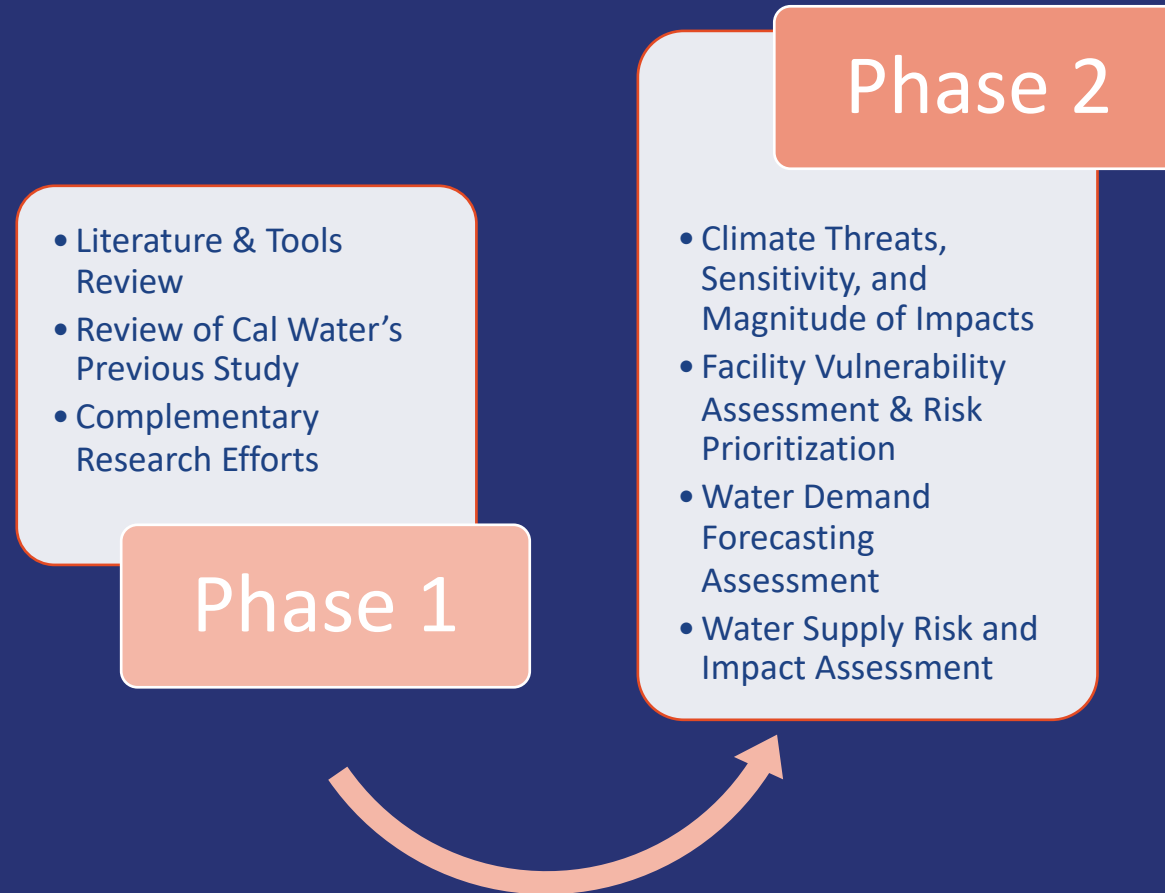 • Literature & Tools
Review
• Review of Cal Water’s
Previous Study
• Complementary
Research Efforts
Phase 1
Phase 2
• Climate Threats,
Sensitivity, and
Magnitude of Impacts
• Facility Vulnerability
Assessment & Risk
Prioritization
• Water Demand
Forecasting
Assessment
• Water Supply Risk and
Impact Assessment